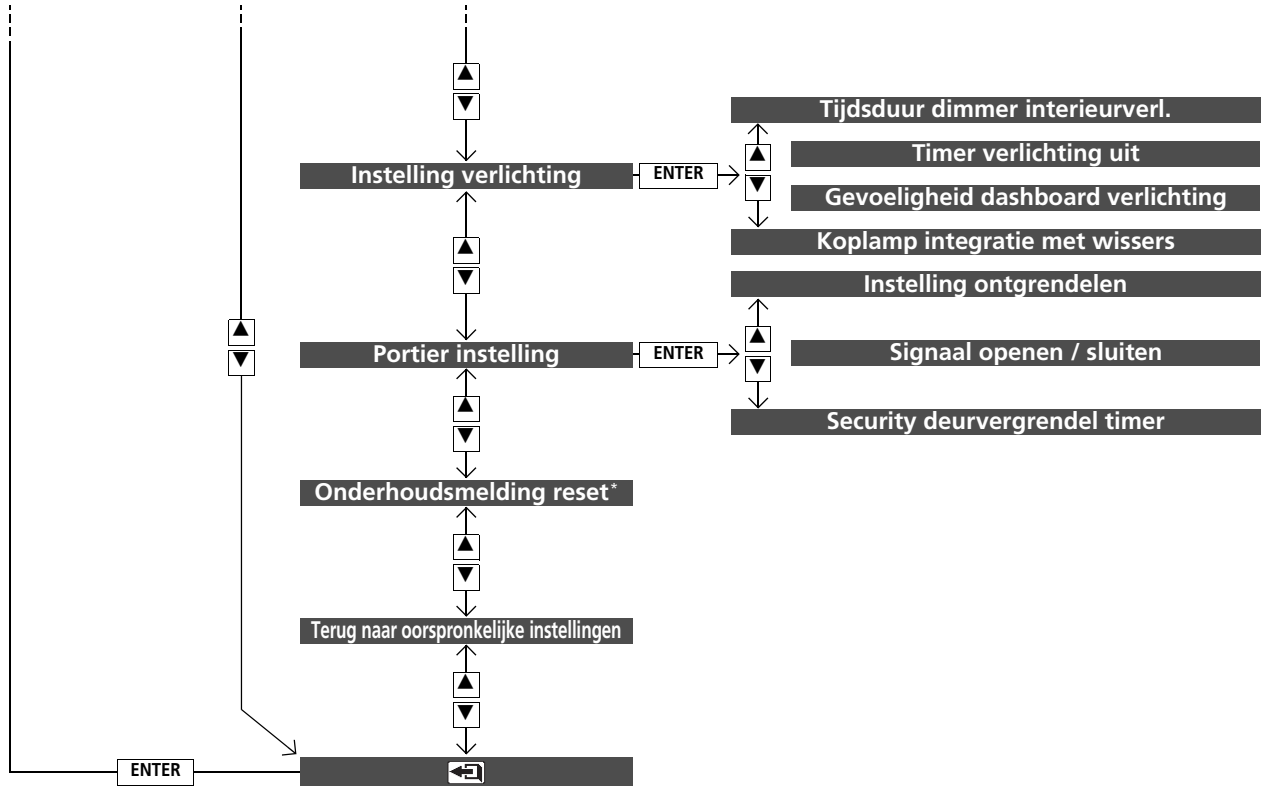 Tijdsduur dimmer interieurverl.
Timer verlichting uit
Instelling verlichting
ENTER
Gevoeligheid dashboard verlichting
Koplamp integratie met wissers
Instelling ontgrendelen
Portier instelling
ENTER
Signaal openen / sluiten
Security deurvergrendel timer
Onderhoudsmelding reset*
Terug naar oorspronkelijke instellingen
ENTER